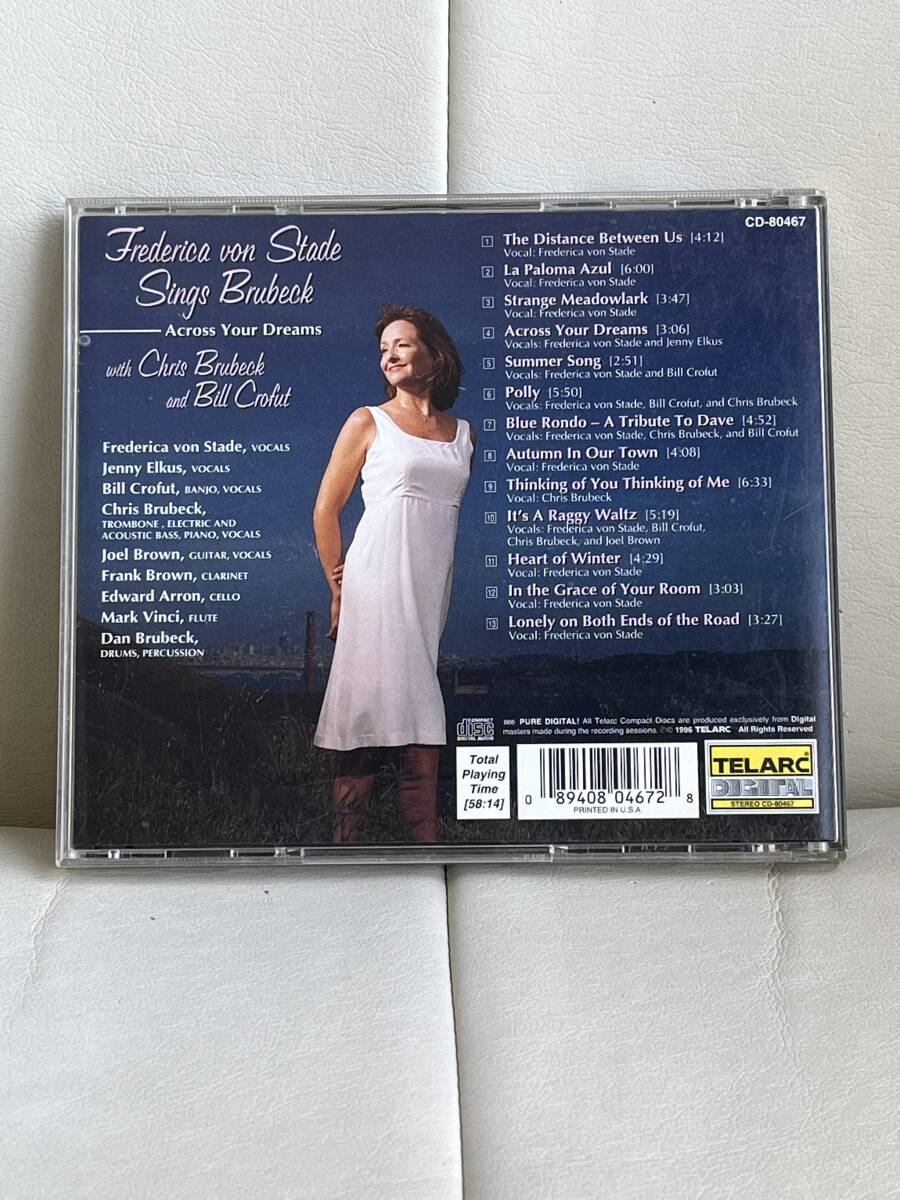 Frederica von Stade
Sings Brubeck
Across Your Dreams
with Chris Brubeck
and Bill Crofut
Frederica von Stade, VOCALS
Jenny Elkus, VOCALS
Bill Crofut, BANJO, VOCALS
Chris Brubeck,
TROMBONE, ELECTRIC AND
ACOUSTIC BASS, PIANO, VOCALS
Joel Brown, GUITAR, VOCALS
Frank Brown, CLARINET
Edward Arron, CELLO
Mark Vinci, FLUTE
Dan Brubeck,
DRUMS, PERCUSSION
CD-80467
1 The Distance Between Us [4:12]
Vocal: Frederica von Stade
2 La Paloma Azul [6:00]
Vocal: Frederica von Stade
3 Strange Meadowlark [3:47]
Vocal: Frederica von Stade
4 Across Your Dreams [3:06]
Vocals: Frederica von Stade and Jenny Elkus
5 Summer Song [2:51]
Vocals: Frederica von Stade and Bill Crofut
6 Polly [5:50]
Vocals: Frederica von Stade, Bill Crofut, and Chris Brubeck
7 Blue Rondo – A Tribute To Dave [4:52]
Vocals: Frederica von Stade, Chris Brubeck, and Bill Crofut
8 Autumn In Our Town [4:08]
Vocal: Frederica von Stade
9 Thinking of You Thinking of Me [6:33]
Vocal: Chris Brubeck
10 It's A Raggy Waltz [5:19]
Vocals: Frederica von Stade, Bill Crofut,
Chris Brubeck, and Joel Brown
11 Heart of Winter [4:29]
Vocal: Frederica von Stade
12 In the Grace of Your Room [3:03]
Vocal: Frederica von Stade
13 Lonely on Both Ends of the Road [3:27]
Vocal: Frederica von Stade
COMPACT
disc
DIGITAL AUDIO
PURE DIGITAL! All Telarc Compact Discs are produced exclusively from Digital
masters made during the recording sessions. ℗© 1996 TELARC All Rights Reserved
Total
Playing
Time
[58:14]
0 89408 04672 8
PRINTED IN U.S.A.
TELARC
DIGITAL
STEREO CD-80467